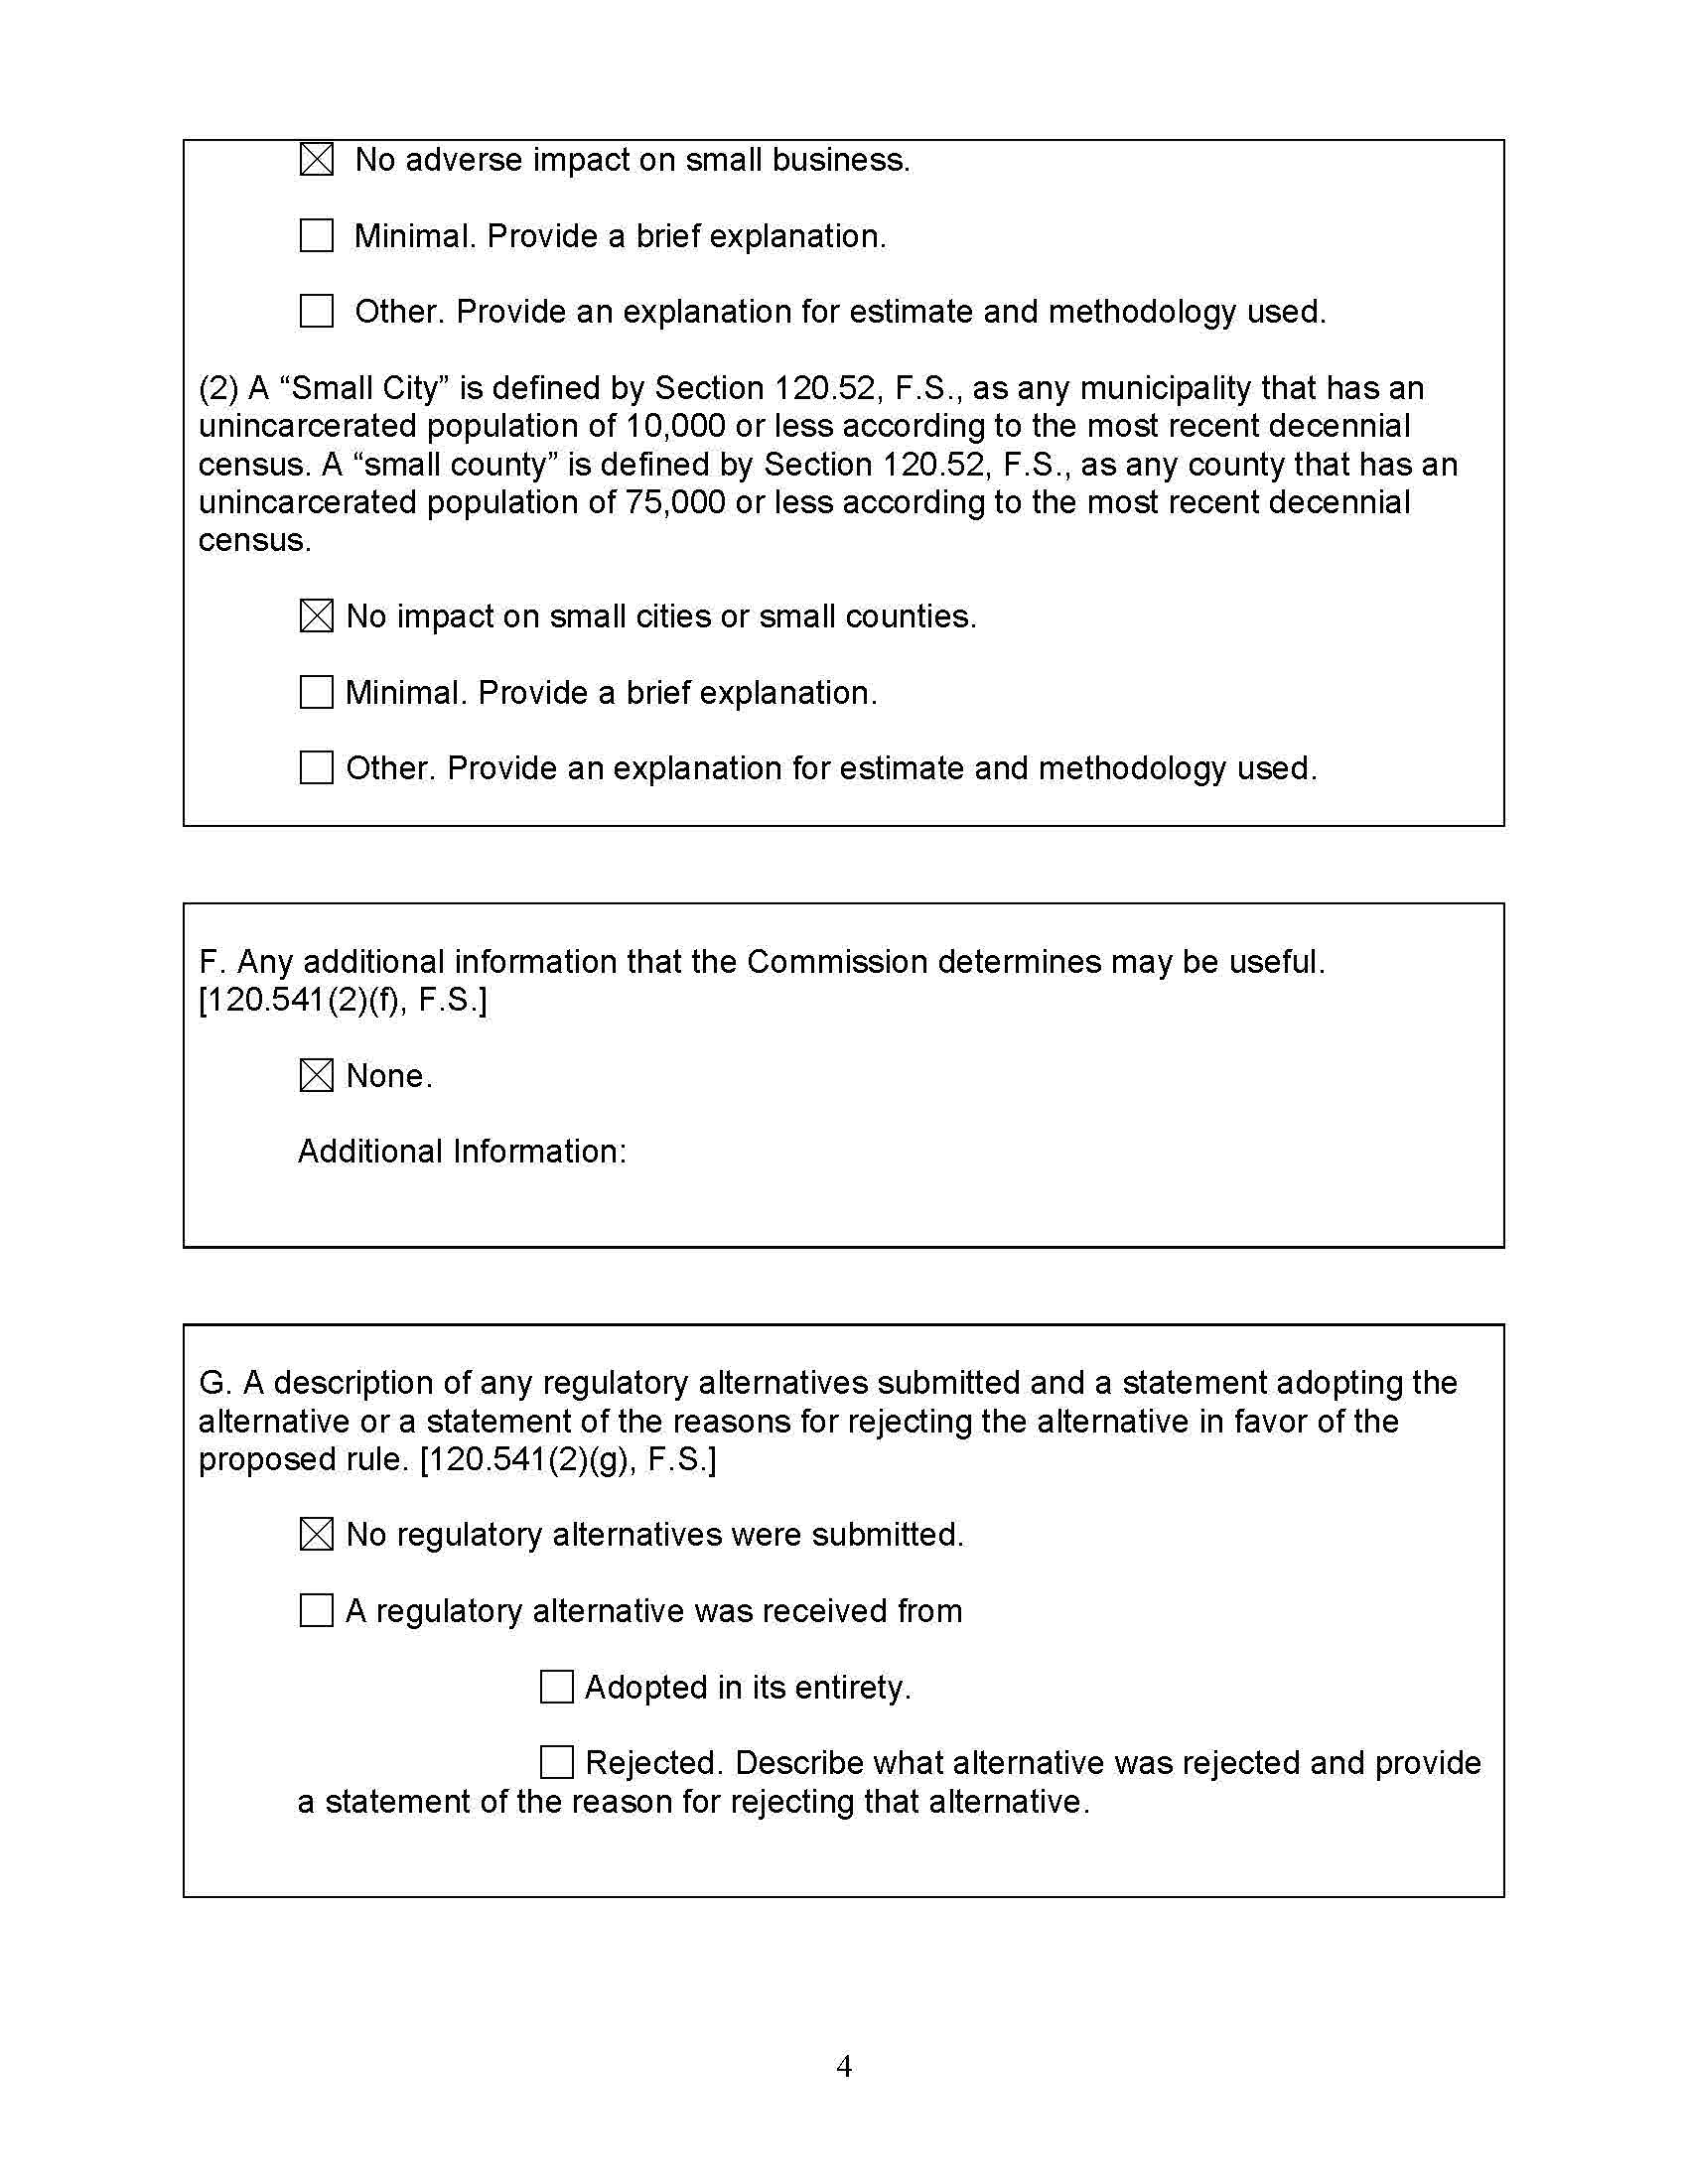 ☒ No adverse impact on small business.
☐ Minimal. Provide a brief explanation.
☐ Other. Provide an explanation for estimate and methodology used.
(2) A “Small City” is defined by Section 120.52, F.S., as any municipality that has an
unincarcerated population of 10,000 or less according to the most recent decennial
census. A “small county” is defined by Section 120.52, F.S., as any county that has an
unincarcerated population of 75,000 or less according to the most recent decennial
census.
☒ No impact on small cities or small counties.
☐ Minimal. Provide a brief explanation.
☐ Other. Provide an explanation for estimate and methodology used.
F. Any additional information that the Commission determines may be useful.
[120.541(2)(f), F.S.]
☒ None.
Additional Information:
G. A description of any regulatory alternatives submitted and a statement adopting the
alternative or a statement of the reasons for rejecting the alternative in favor of the
proposed rule. [120.541(2)(g), F.S.]
☒ No regulatory alternatives were submitted.
☐ A regulatory alternative was received from
☐ Adopted in its entirety.
☐ Rejected. Describe what alternative was rejected and provide
a statement of the reason for rejecting that alternative.
4